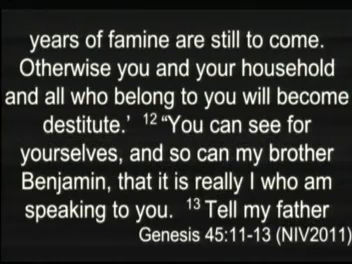 years of famine are still to come.
Otherwise you and your household
and all who belong to you will become
destitute.' 12 "You can see for
yourselves, and so can my brother
Benjamin, that it is really I who am
speaking to you. 13 Tell my father
Genesis 45:11-13 (NIV2011)